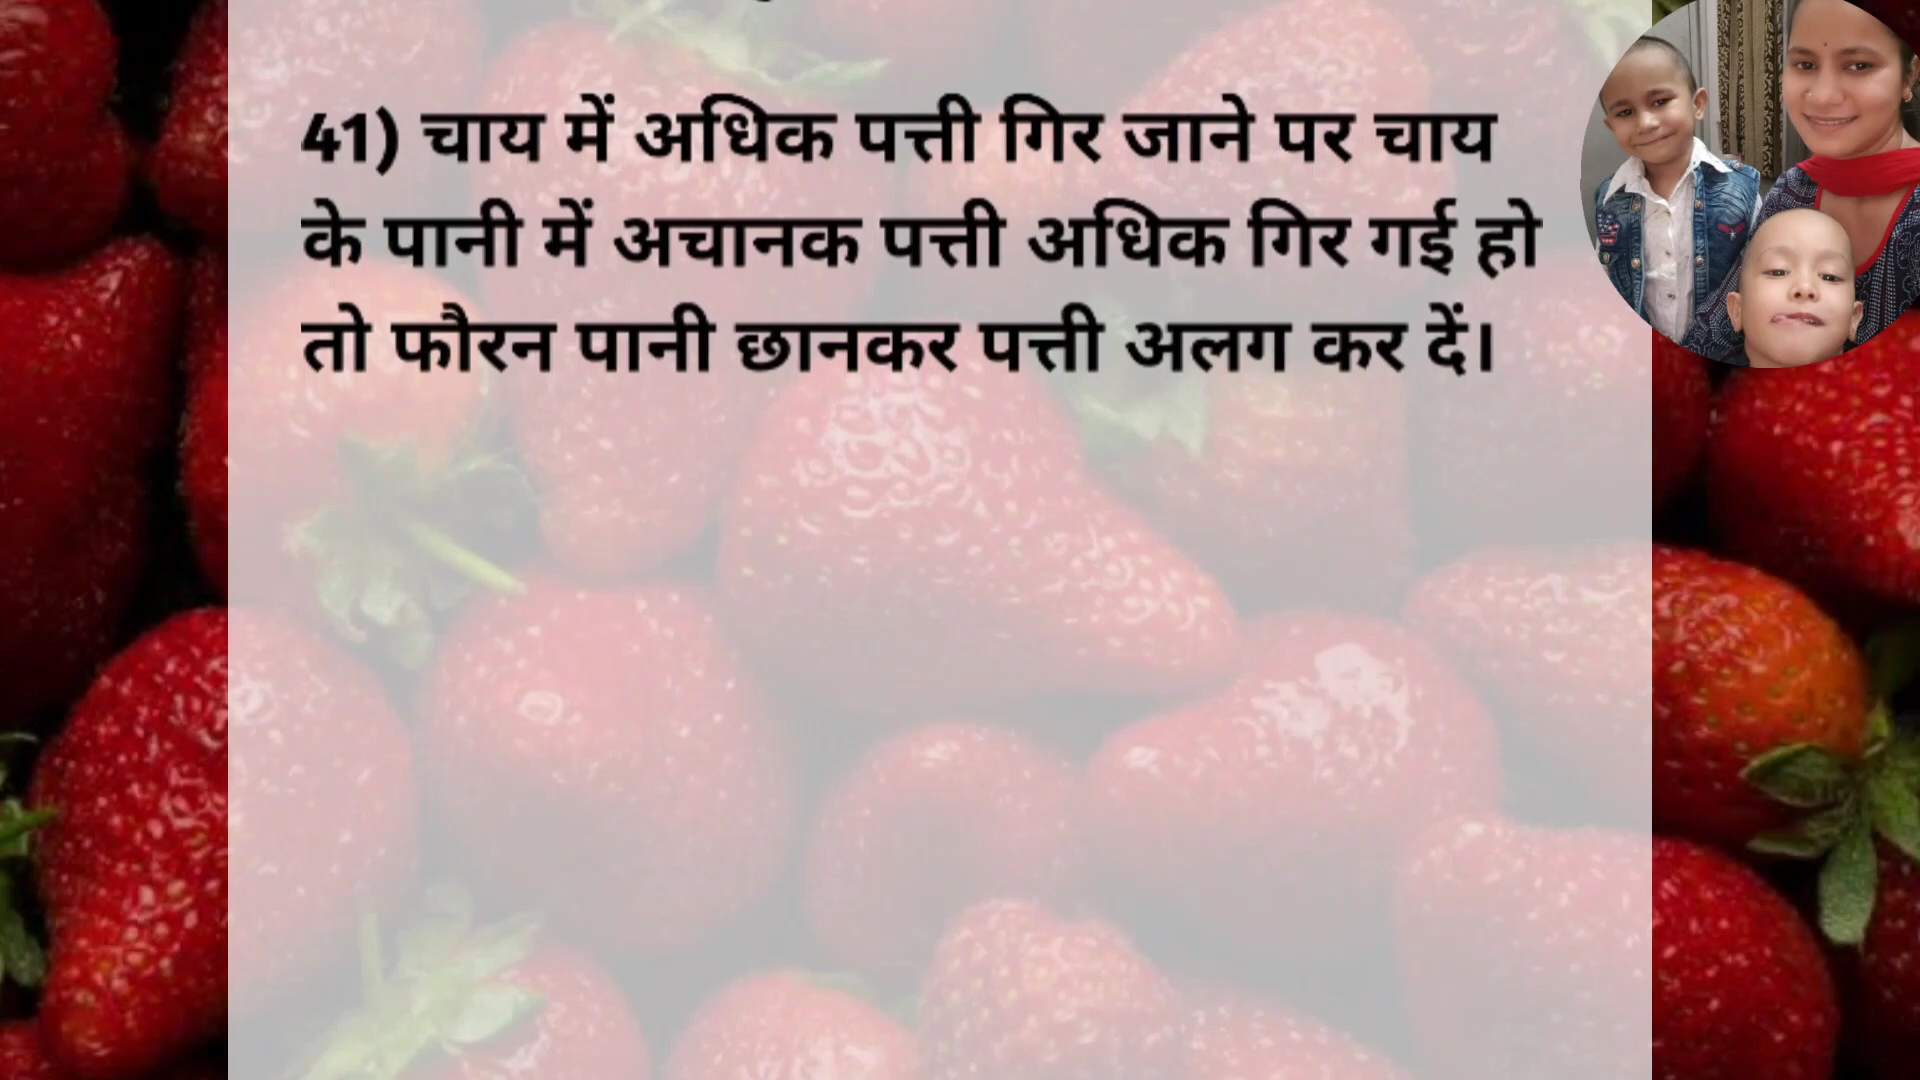 41) चाय में अधिक पत्ती गिर जाने पर चाय
के पानी में अचानक पत्ती अधिक गिर गई हो
तो फौरन पानी छानकर पत्ती अलग कर दें।